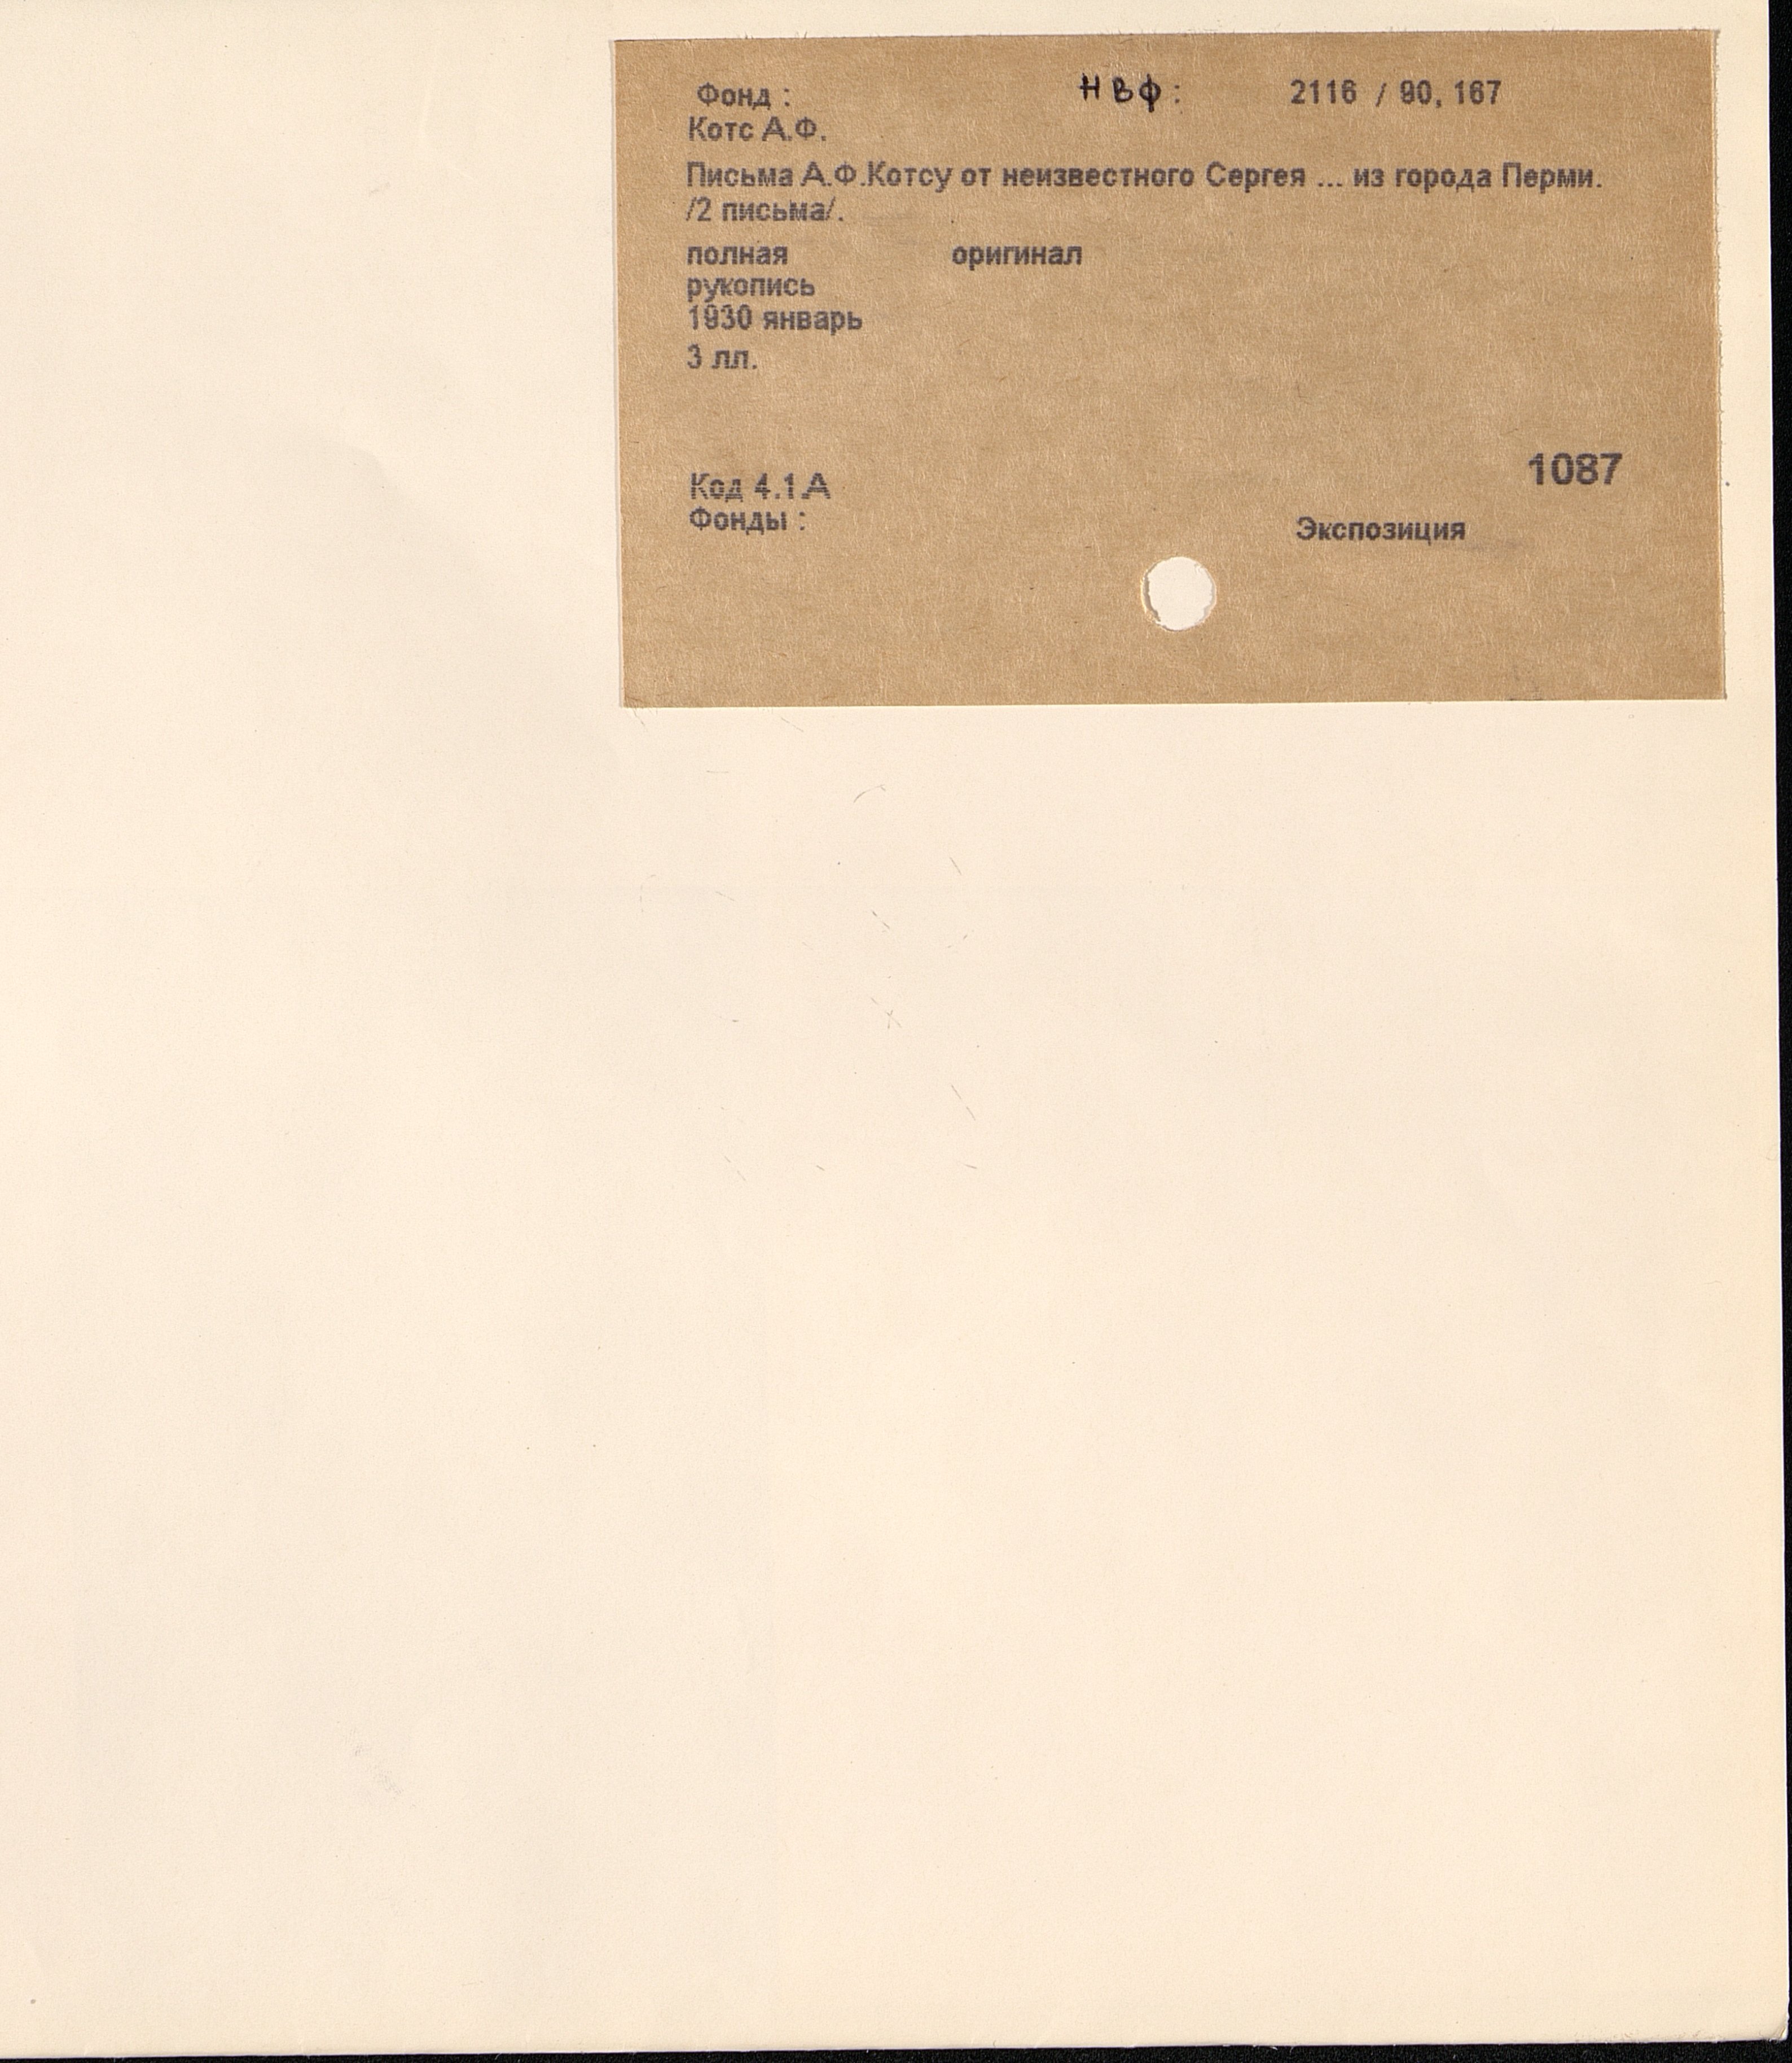 Фонд : НВФ : 2116 / 90, 167
Котс А.Ф.
Письма А.Ф.Котсу от неизвестного Сергея ... из города Перми.
/2 письма/.
полная оригинал
рукопись
1930 январь
3 лл.
1087
Код 4.1.А
Фонды : Экспозиция